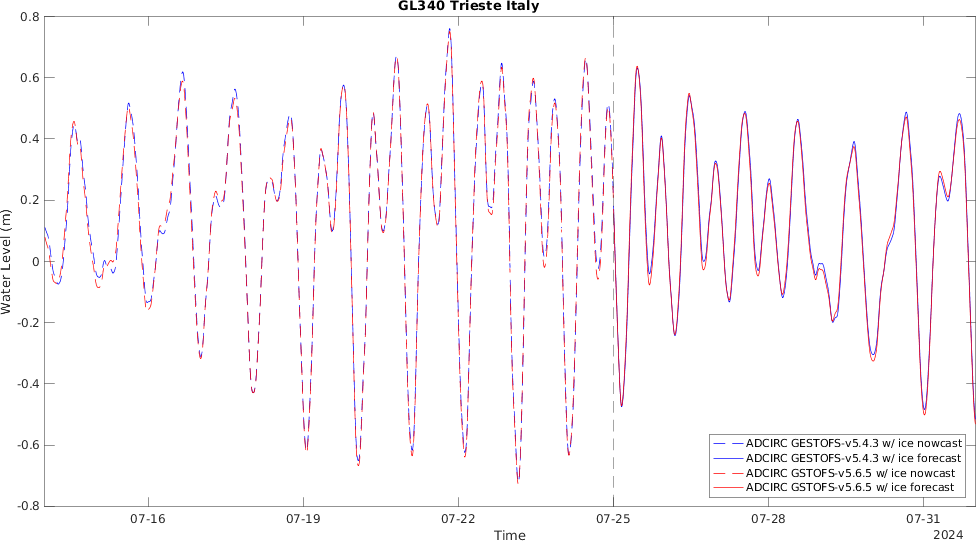 GL340 Trieste Italy
0.8
0.6
0.4
0.2
0
-0.2
-0.4
-0.6
-0.8
Water Level (m)
ADCIRC GESTOFS-v5.4.3 w/ ice nowcast
ADCIRC GESTOFS-v5.4.3 w/ ice forecast
ADCIRC GSTOFS-v5.6.5 w/ ice nowcast
ADCIRC GSTOFS-v5.6.5 w/ ice forecast
07-16 07-19 07-22 07-25 07-28 07-31
Time
2024